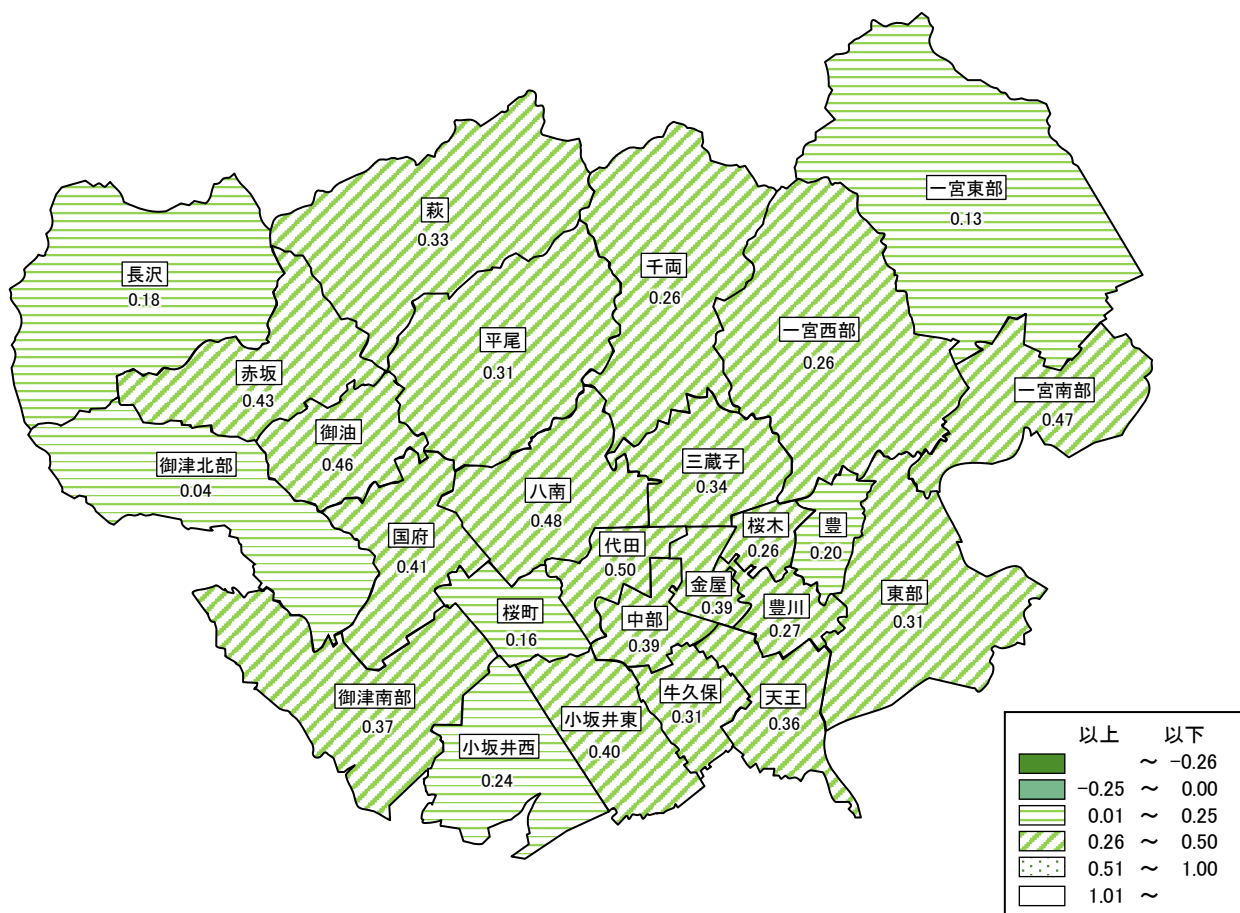 一宮東部
0.13
萩
0.33
千両
0.26
長沢
0.18
一宮西部
0.26
平尾
0.31
赤坂
0.43
一宮南部
0.47
御油
0.46
御津北部
0.04
三蔵子
0.34
八南
0.48
国府
0.41
桜木
0.26
豊
0.20
代田
0.50
金屋
0.39
豊川
0.27
東部
0.31
桜町
0.16
中部
0.39
御津南部
0.37
牛久保
0.31
天王
0.36
小坂井東
0.40
小坂井西
0.24
以上 以下
～ -0.26
-0.25 ～ 0.00
0.01 ～ 0.25
0.26 ～ 0.50
0.51 ～ 1.00
1.01 ～